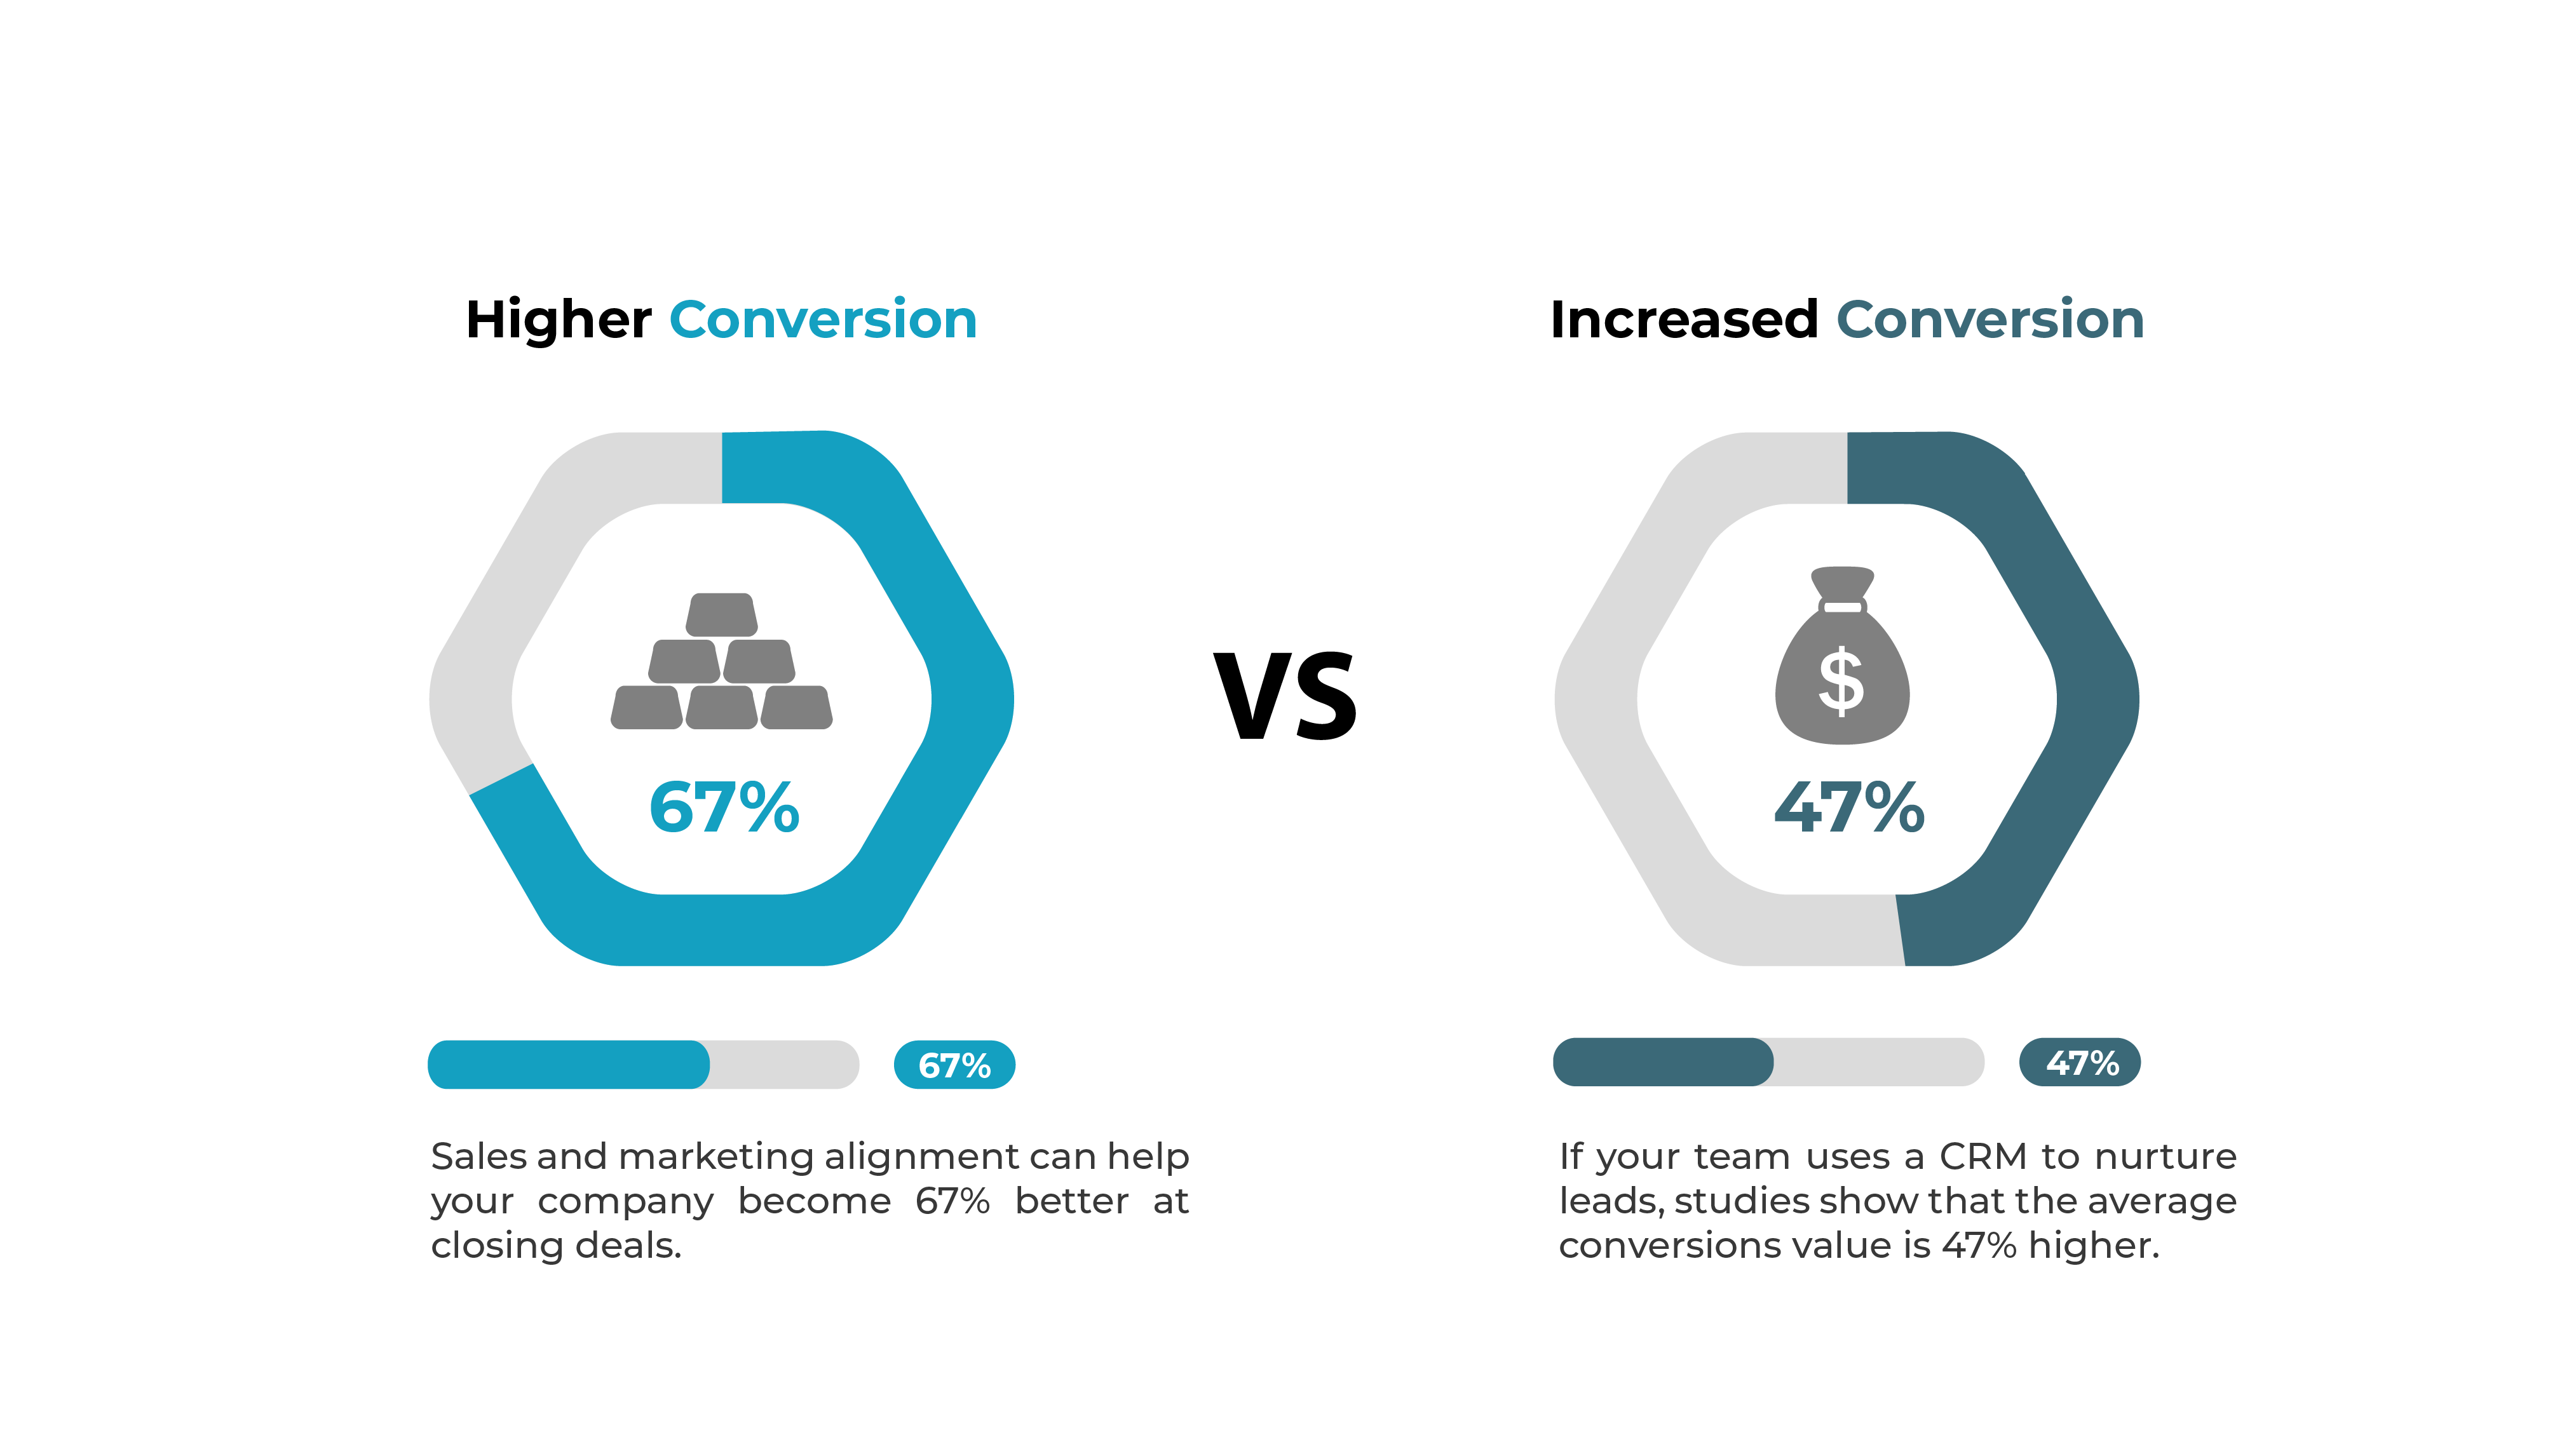 Higher Conversion
67%
67%
Sales and marketing alignment can help
your company become 67% better at
closing deals.
VS
Increased Conversion
$
47%
47%
If your team uses a CRM to nurture
leads, studies show that the average
conversions value is 47% higher.